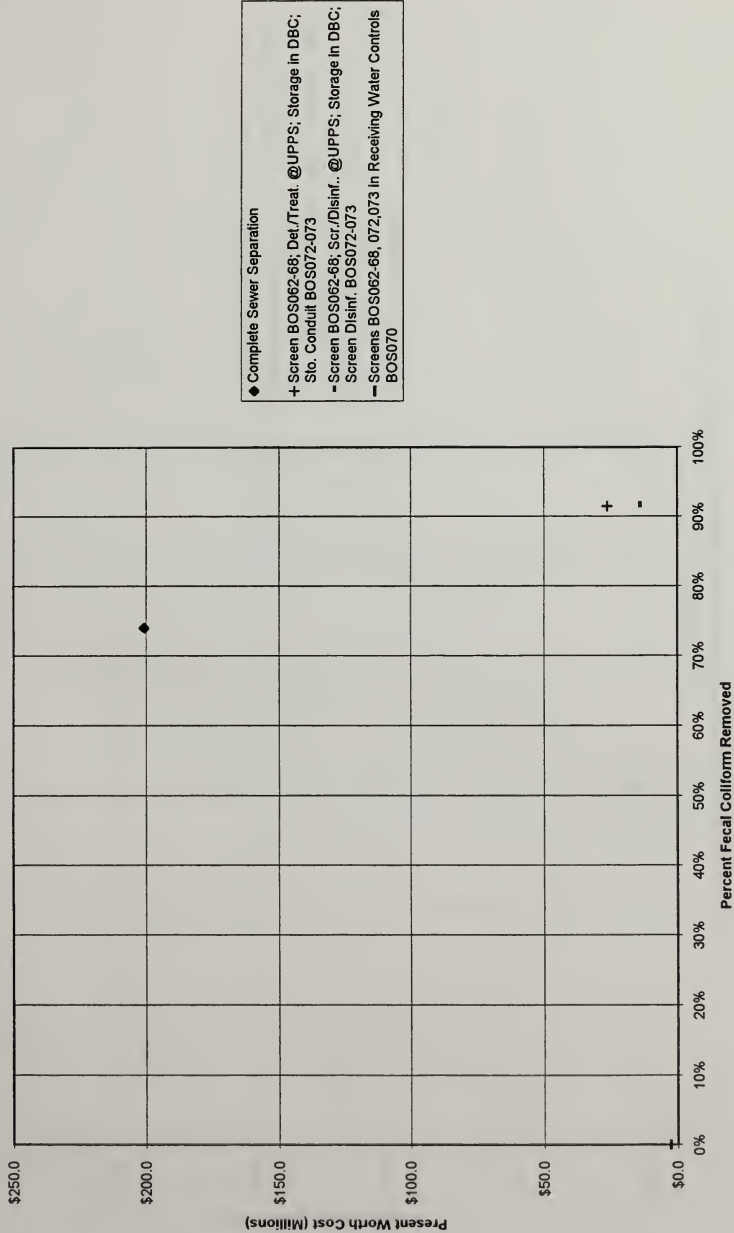 $250.0
$200.0
$150.0
$100.0
$50.0
$0.0
Present Worth Cost (Millions)
0%
10%
20%
30%
40%
50%
60%
70%
80%
90%
100%
Percent Fecal Coliform Removed
◆ Complete Sewer Separation
+ Screen BOS062-68; Det./Treat. @UPPS; Storage in DBC;
Sto. Conduit BOS072-073
- Screen BOS062-68; Scr./Disinf.. @UPPS; Storage in DBC;
Screen Disinf. BOS072-073
– Screens BOS062-68, 072,073 in Receiving Water Controls
BOS070